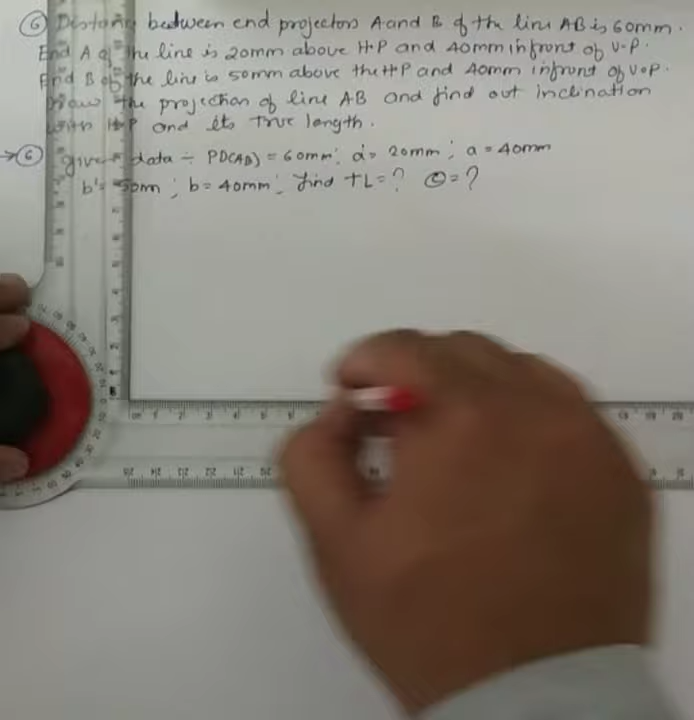 6 Distance between end projectors A and B of the line AB is 60mm.
End A of the line is 20mm above H.P and 40mm infront of V.P.
End B of the line is 50mm above the H.P and 40mm infront of V.P.
Draw the projection of line AB and find out inclination
with H.P and its True length.
→ 6 given data ÷ PD(AB) = 60mm; a' = 20mm; a = 40mm
b' = 50m; b = 40mm; find TL = ? θ = ?